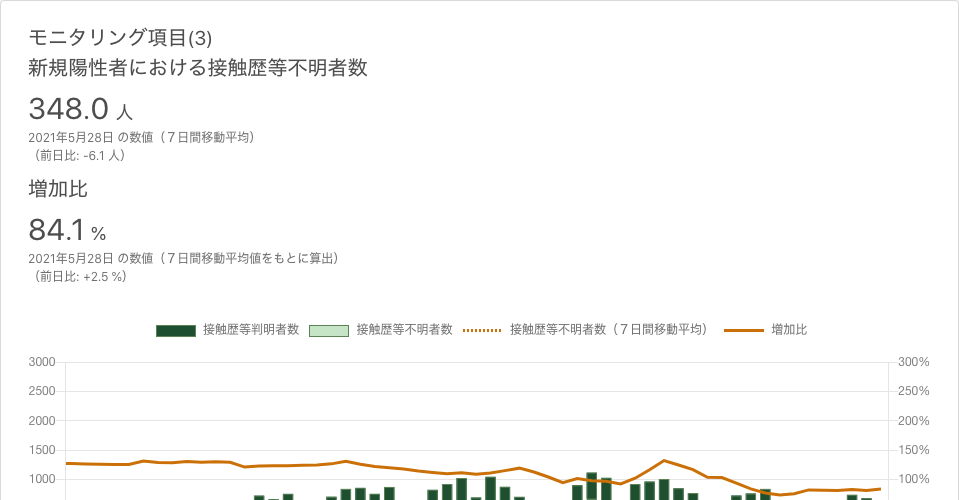 モニタリング項目(3)
新規陽性者における接触歴等不明者数
348.0 人
2021年5月28日 の数値（７日間移動平均）
（前日比: -6.1 人）
増加比
84.1 %
2021年5月28日 の数値（７日間移動平均値をもとに算出）
（前日比: +2.5 %）
接触歴等判明者数 接触歴等不明者数 接触歴等不明者数（７日間移動平均） 増加比
3000 300%
2500 250%
2000 200%
1500 150%
1000 100%